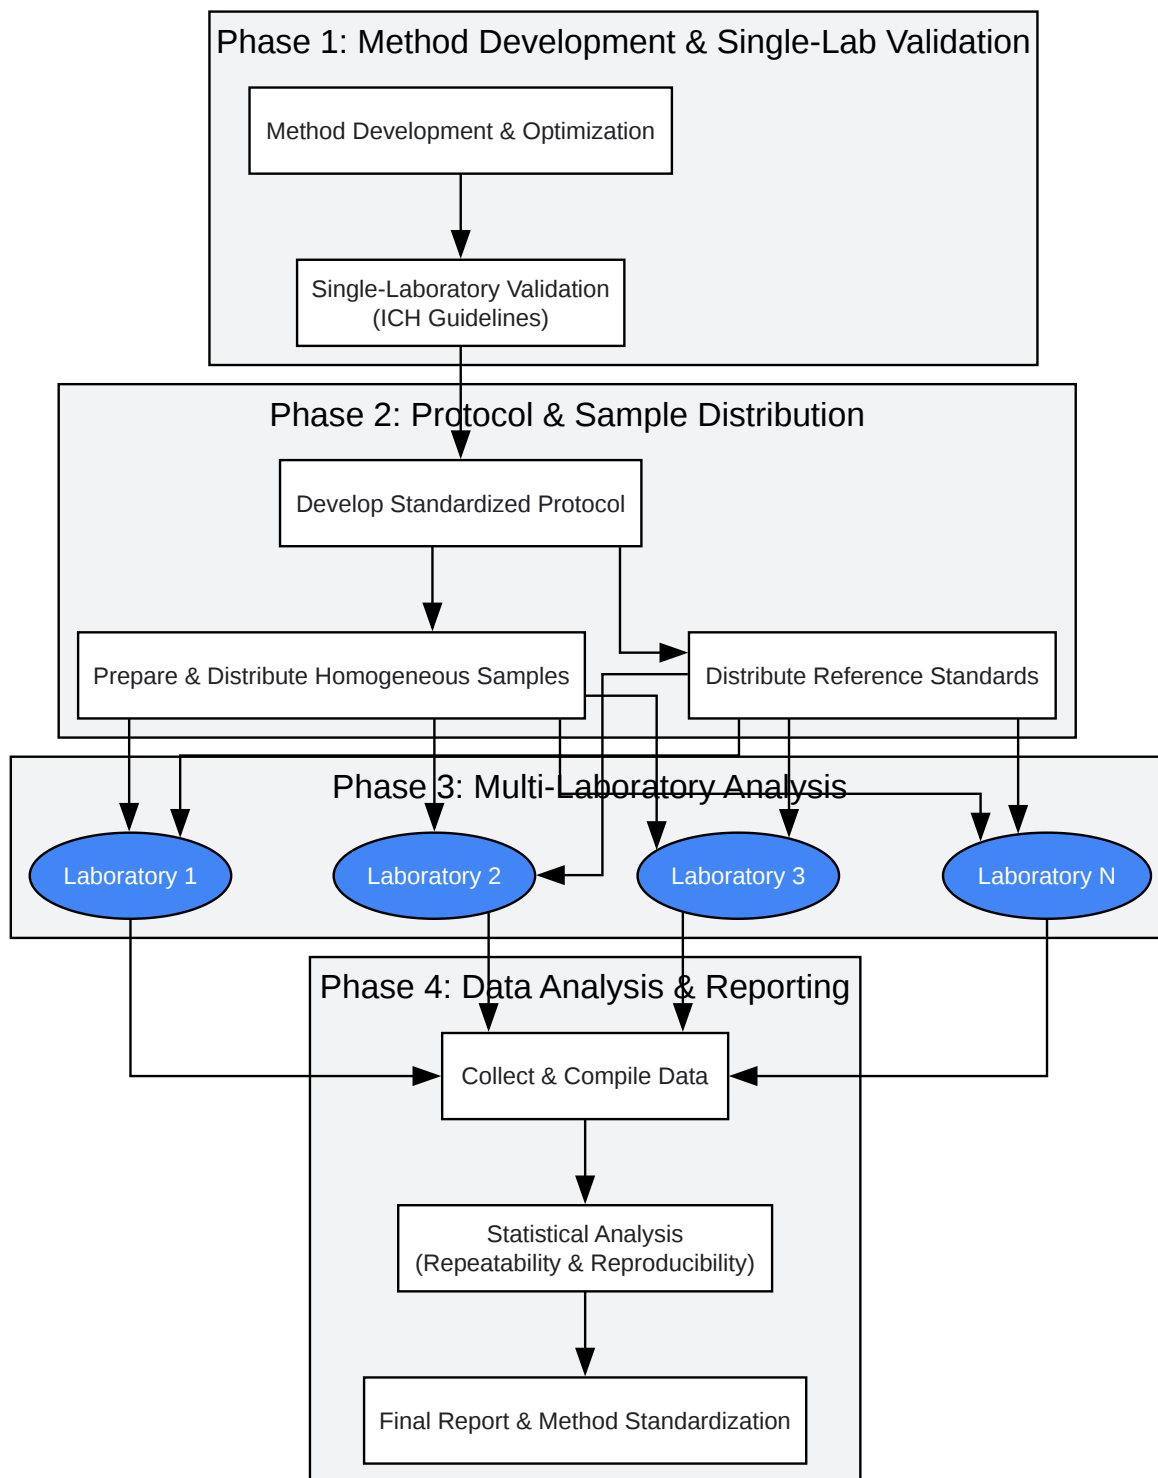 Phase 1: Method Development & Single-Lab Validation
Method Development & Optimization
Single-Laboratory Validation
(ICH Guidelines)
Phase 2: Protocol & Sample Distribution
Develop Standardized Protocol
Prepare & Distribute Homogeneous Samples
Distribute Reference Standards
Phase 3: Multi-Laboratory Analysis
Laboratory 1
Laboratory 2
Laboratory 3
Laboratory N
Phase 4: Data Analysis & Reporting
Collect & Compile Data
Statistical Analysis
(Repeatability & Reproducibility)
Final Report & Method Standardization